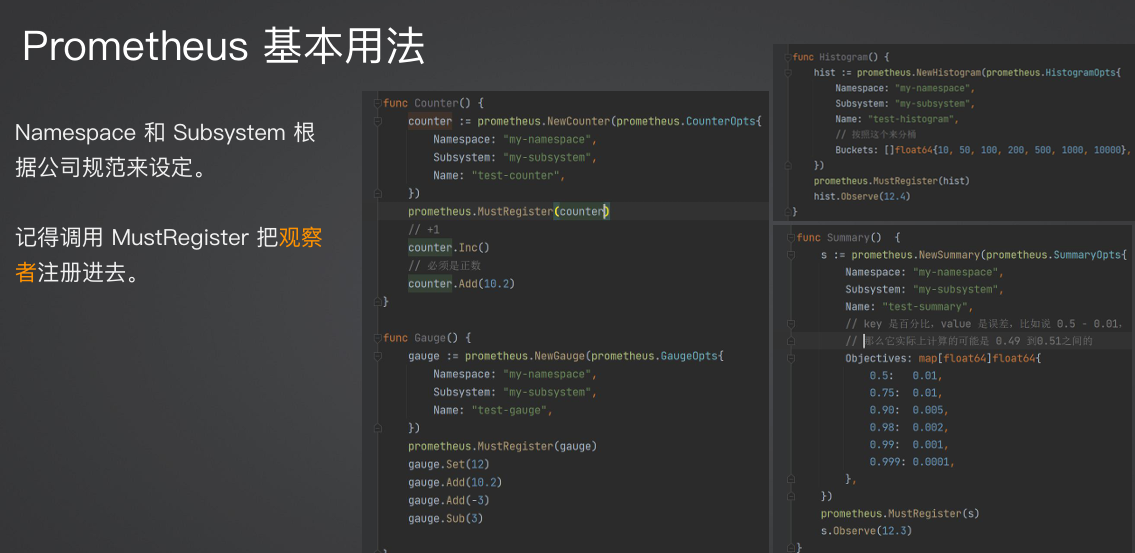 Prometheus 基本用法
Namespace 和 Subsystem 根
据公司规范来设定。
记得调用 MustRegister 把观察
者注册进去。
func Counter() {
counter := prometheus.NewCounter(prometheus.CounterOpts{
Namespace: "my-namespace",
Subsystem: "my-subsystem",
Name: "test-counter",
})
prometheus.MustRegister(counter)
// +1
counter.Inc()
// 必须是正数
counter.Add(10.2)
}
func Gauge() {
gauge := prometheus.NewGauge(prometheus.GaugeOpts{
Namespace: "my-namespace",
Subsystem: "my-subsystem",
Name: "test-gauge",
})
prometheus.MustRegister(gauge)
gauge.Set(12)
gauge.Add(10.2)
gauge.Add(-3)
gauge.Sub(3)
}
func Histogram() {
hist := prometheus.NewHistogram(prometheus.HistogramOpts{
Namespace: "my-namespace",
Subsystem: "my-subsystem",
Name: "test-histogram",
// 按照这个来分桶
Buckets: []float64{10, 50, 100, 200, 500, 1000, 10000},
})
prometheus.MustRegister(hist)
hist.Observe(12.4)
}
func Summary() {
s := prometheus.NewSummary(prometheus.SummaryOpts{
Namespace: "my-namespace",
Subsystem: "my-subsystem",
Name: "test-summary",
// key 是百分比，value 是误差，比如说 0.5 - 0.01，
// 那么它实际上计算的可能是 0.49 到0.51之间的
Objectives: map[float64]float64{
0.5: 0.01,
0.75: 0.01,
0.90: 0.005,
0.98: 0.002,
0.99: 0.001,
0.999: 0.0001,
},
})
prometheus.MustRegister(s)
s.Observe(12.3)
}